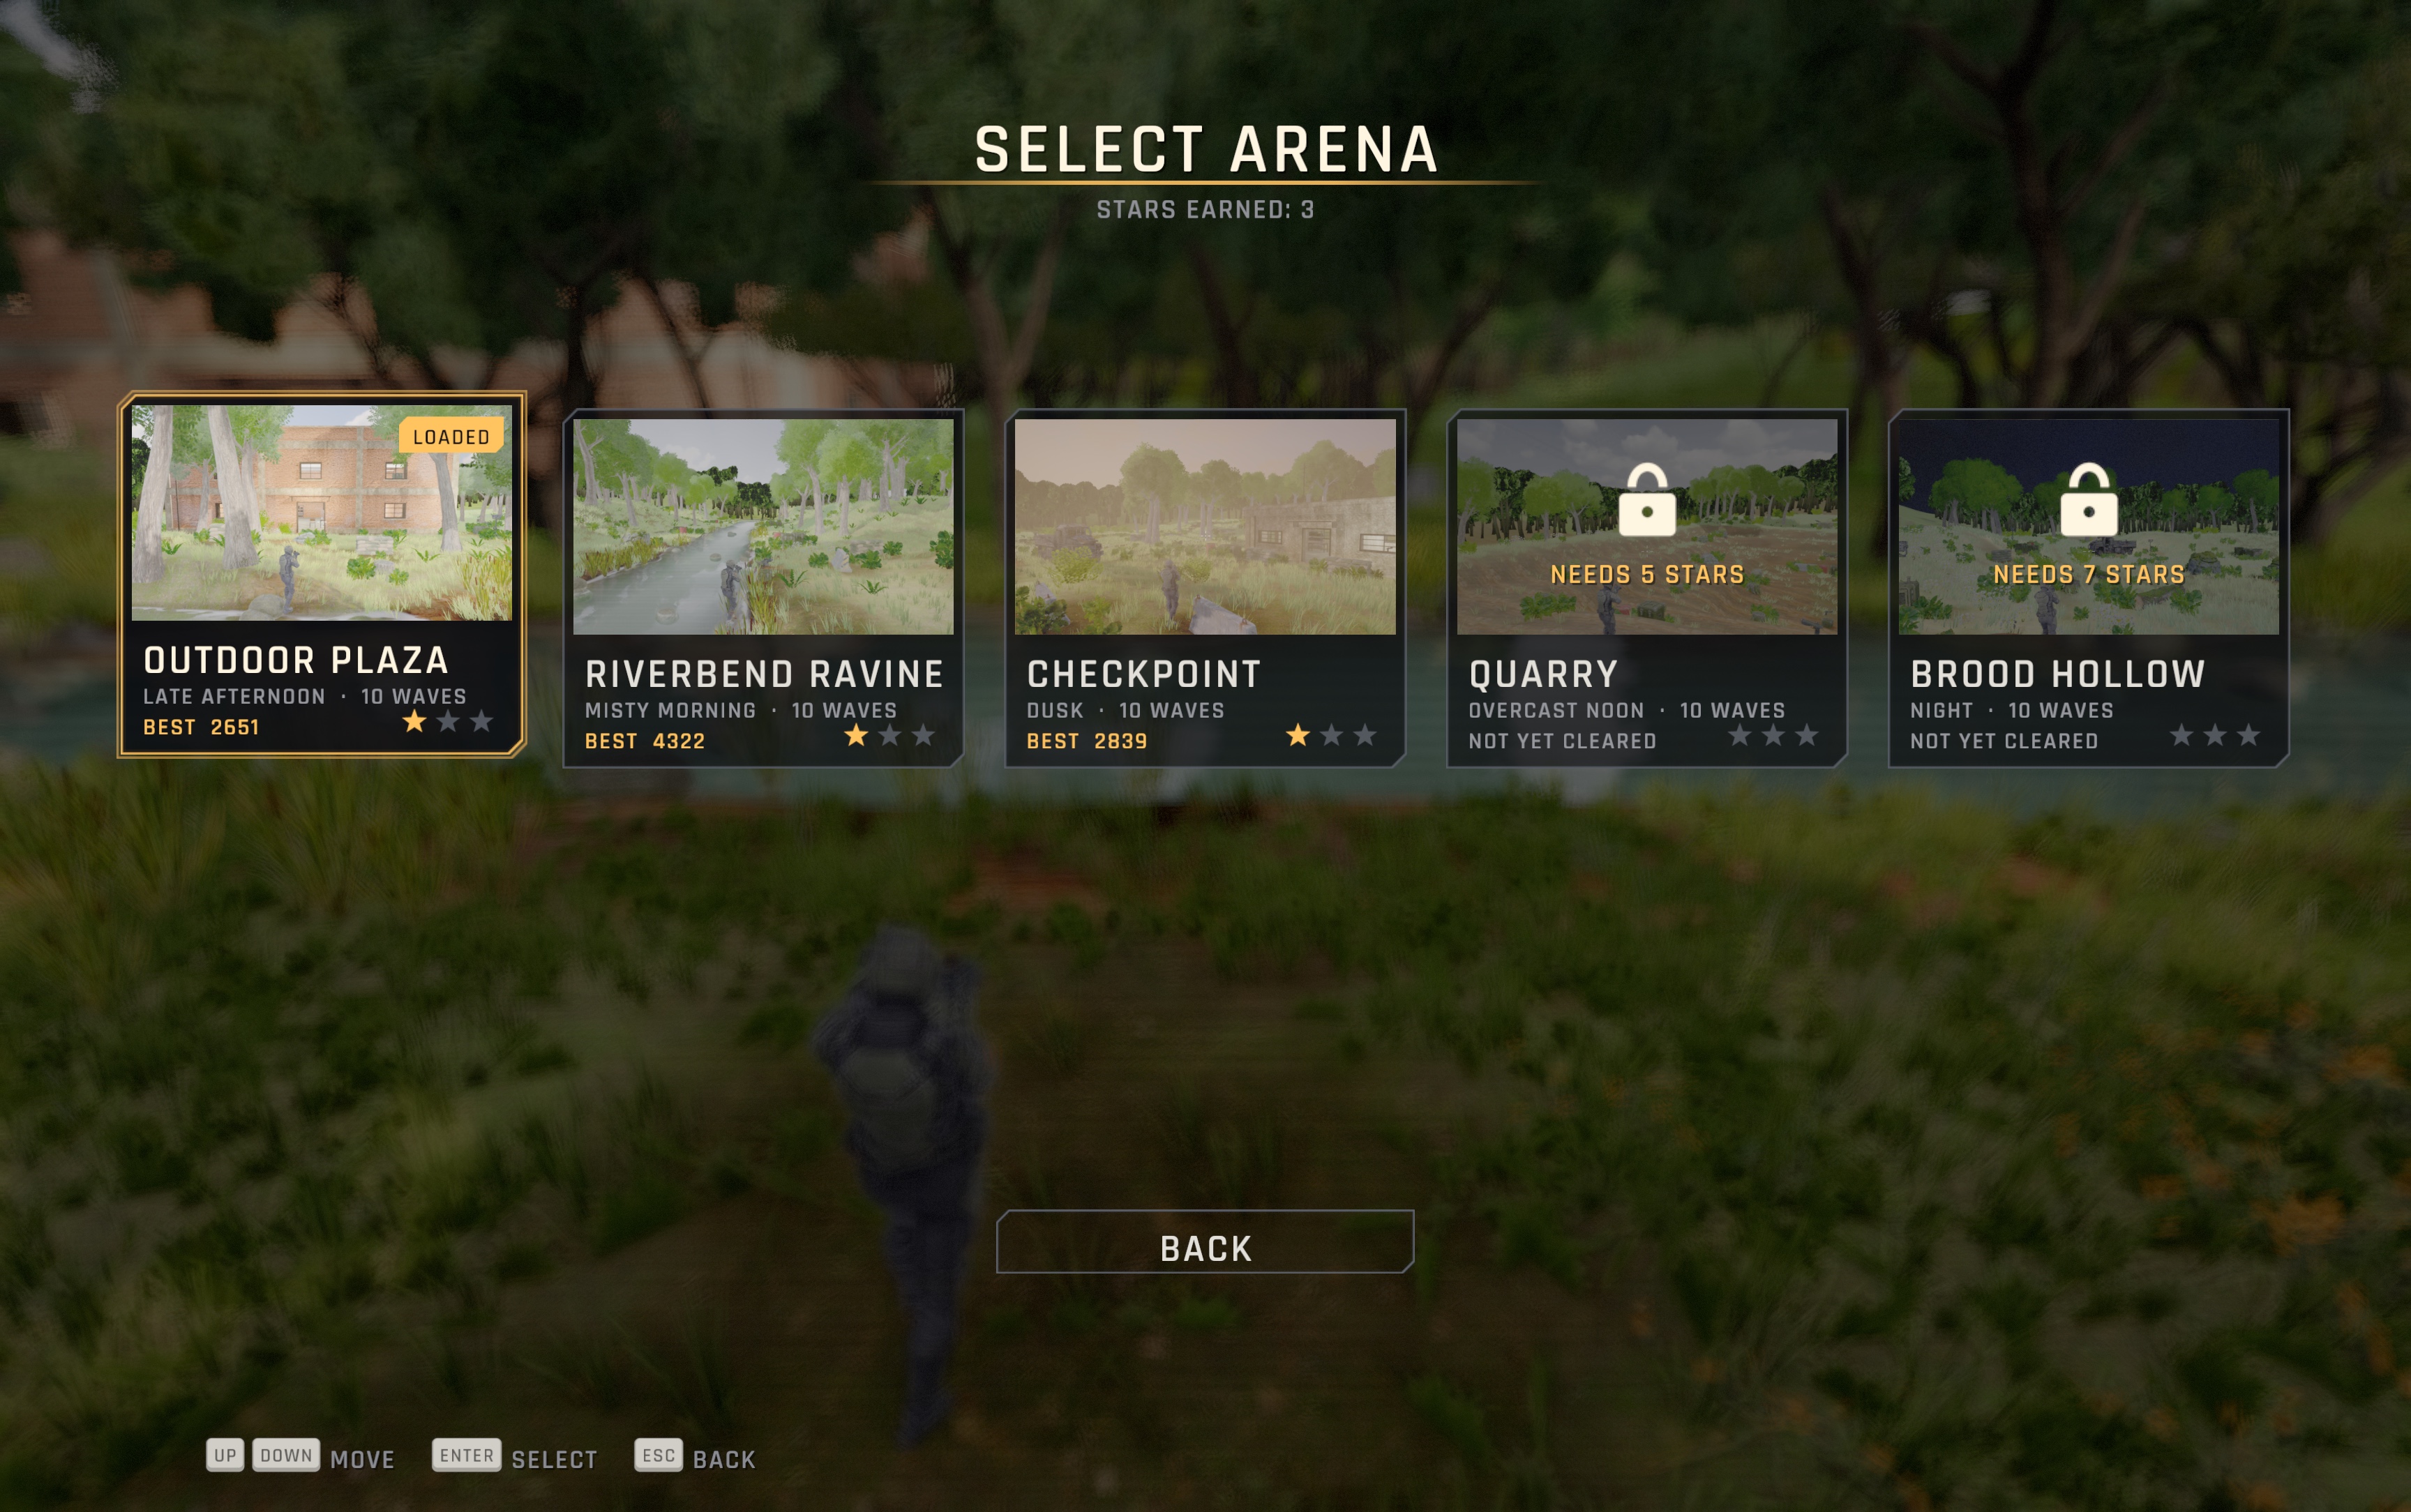 SELECT ARENA
STARS EARNED: 3
LOADED
OUTDOOR PLAZA
LATE AFTERNOON · 10 WAVES
BEST 2651
RIVERBEND RAVINE
MISTY MORNING · 10 WAVES
BEST 4322
CHECKPOINT
DUSK · 10 WAVES
BEST 2839
NEEDS 5 STARS
QUARRY
OVERCAST NOON · 10 WAVES
NOT YET CLEARED
NEEDS 7 STARS
BROOD HOLLOW
NIGHT · 10 WAVES
NOT YET CLEARED
BACK
UP DOWN MOVE ENTER SELECT ESC BACK